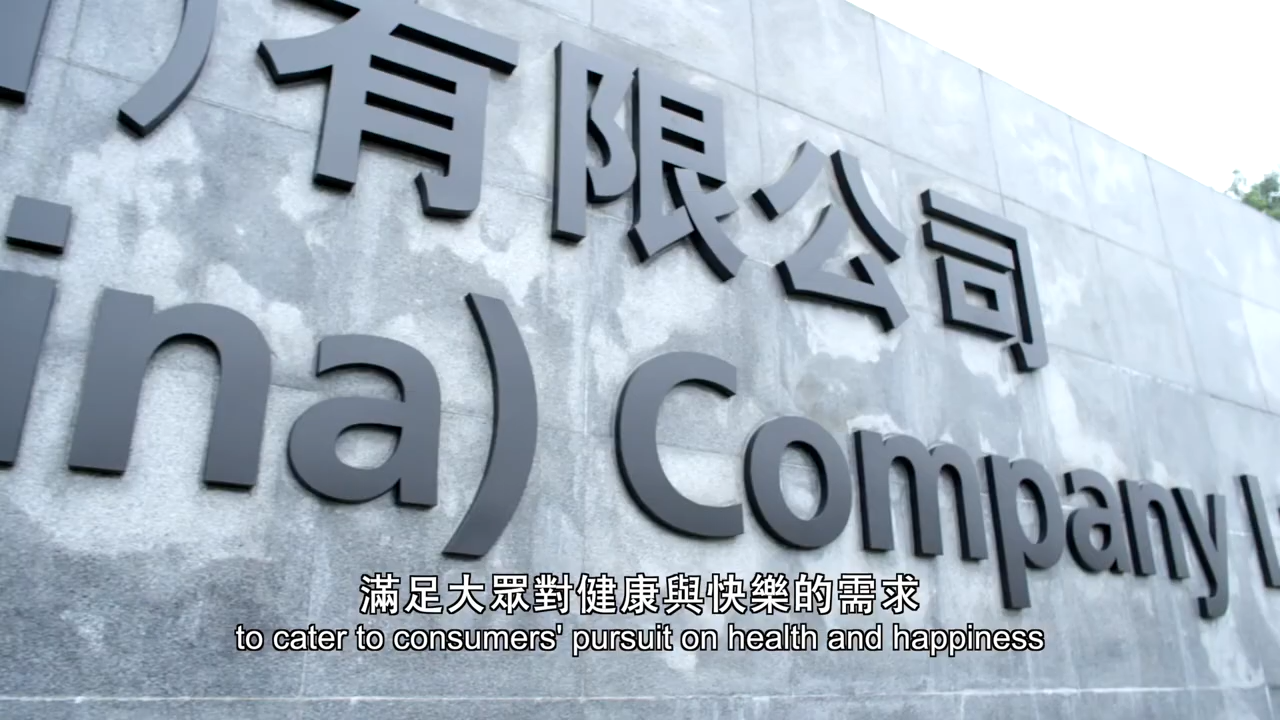 )有限公司
ina) Company L
滿足大眾對健康與快樂的需求
to cater to consumers' pursuit on health and happiness